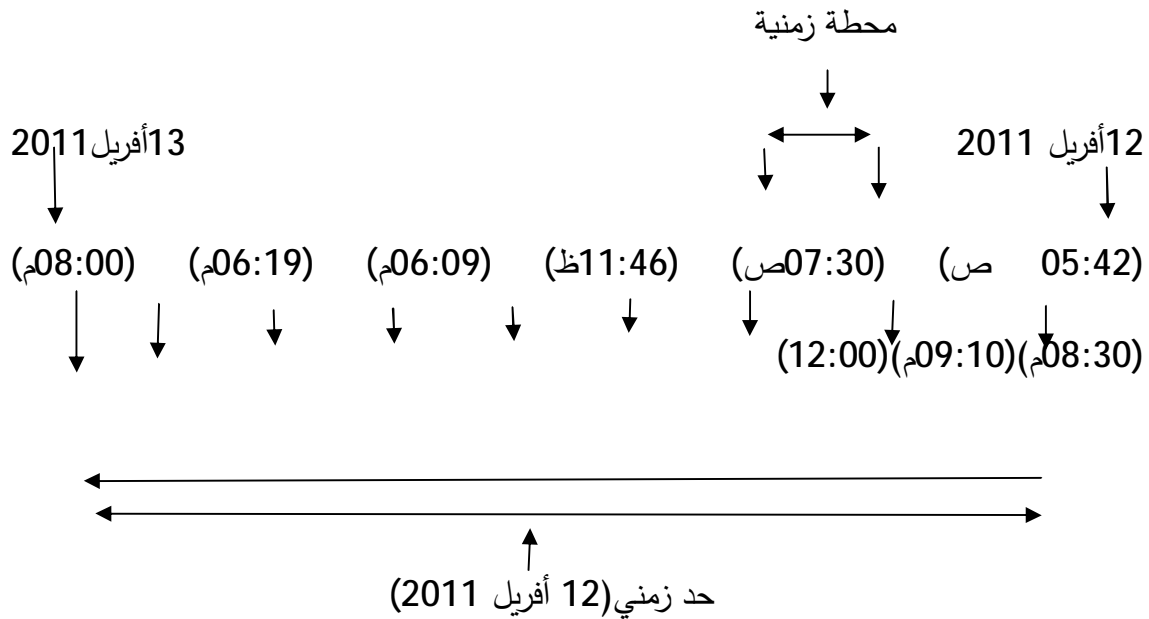 محطة زمنية
12أفريل 2011 13أفريل2011
(05:42 ص) (07:30ص) (11:46ظ) (06:09م) (06:19م) (08:00م)
(08:30م)(09:10م)(12:00)
حد زمني(12 أفريل 2011)